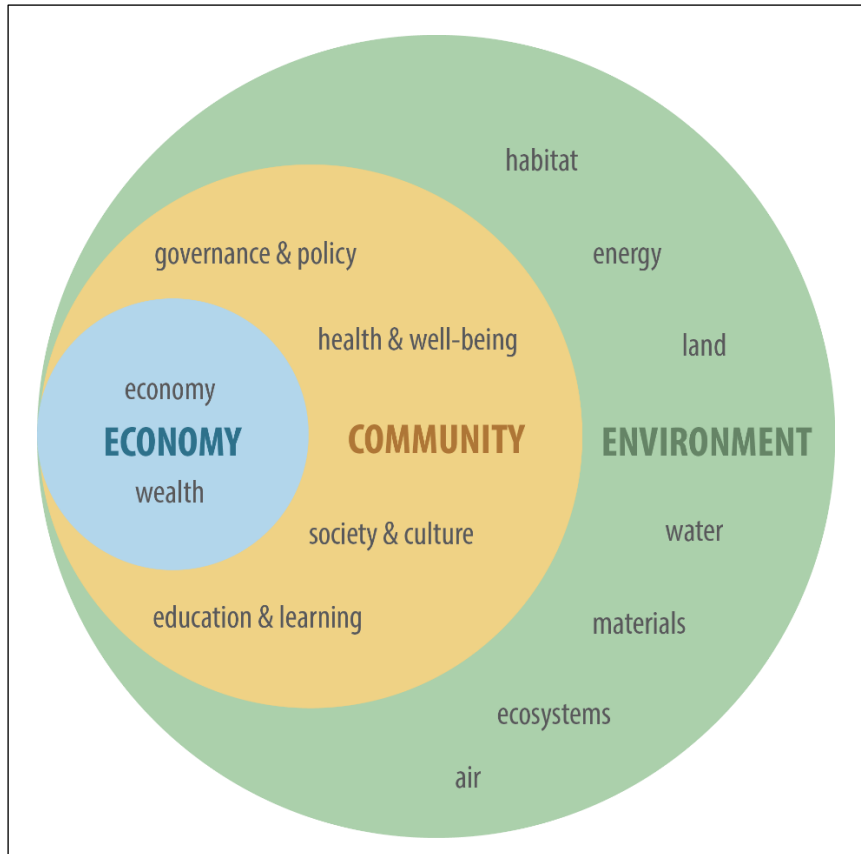 habitat
governance & policy
energy
health & well-being
land
economy
ECONOMY
COMMUNITY
ENVIRONMENT
wealth
society & culture
water
education & learning
materials
ecosystems
air